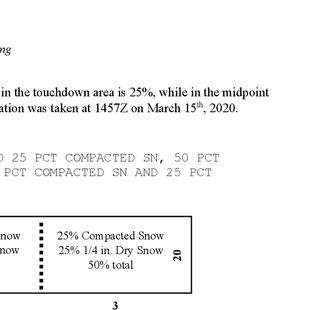 ng
in the touchdown area is 25%, while in the midpoint
ation was taken at 1457Z on March 15th, 2020.
D 25 PCT COMPACTED SN, 50 PCT
PCT COMPACTED SN AND 25 PCT
now
now
25% Compacted Snow
25% 1/4 in. Dry Snow
50% total
20
3